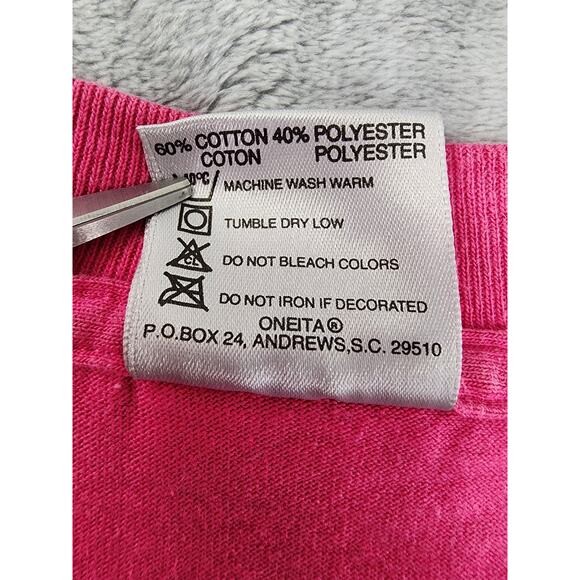 60% COTTON 40% POLYESTER
COTON POLYESTER
40°C MACHINE WASH WARM
TUMBLE DRY LOW
CL DO NOT BLEACH COLORS
DO NOT IRON IF DECORATED
ONEITA®
P.O.BOX 24, ANDREWS,S.C. 29510